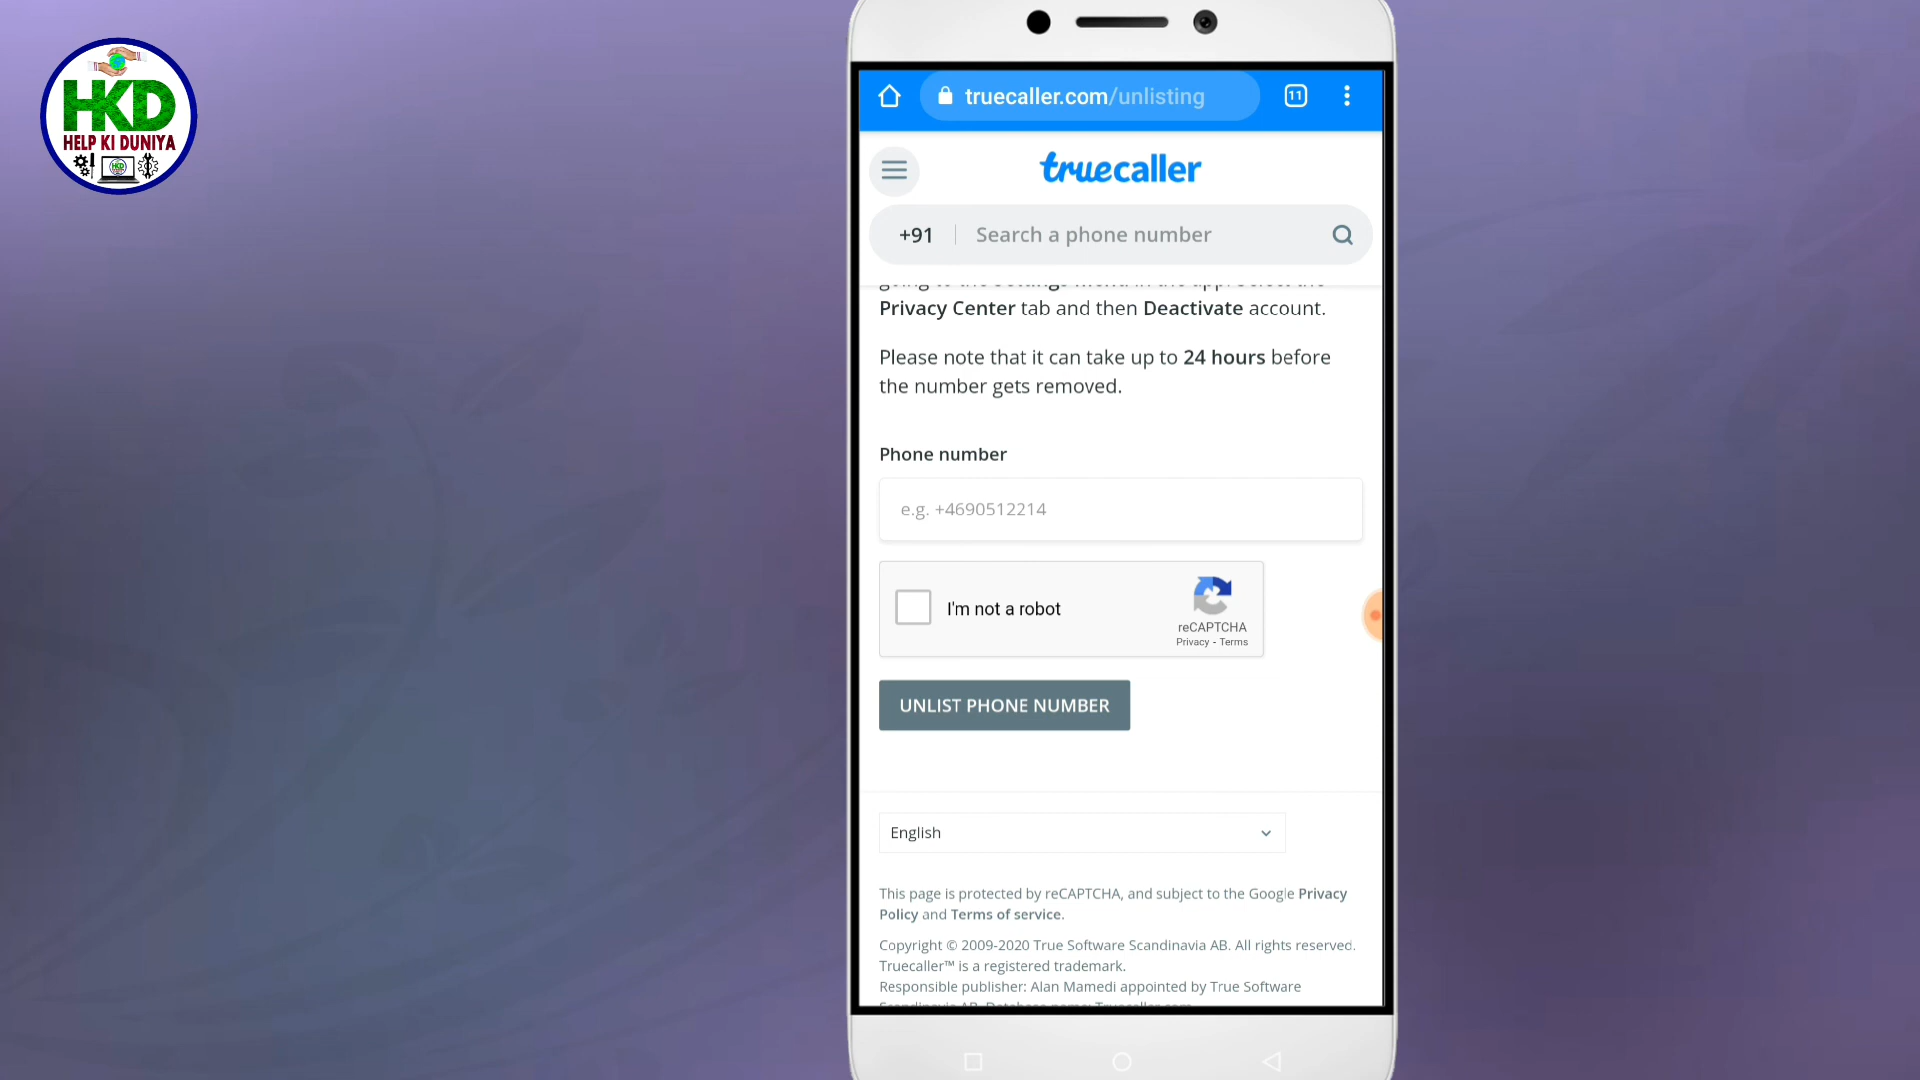 HKD
HELP KI DUNIYA
truecaller.com/unlisting
11
truecaller
+91
Search a phone number
Privacy Center tab and then Deactivate account.
Please note that it can take up to 24 hours before
the number gets removed.
Phone number
e.g. +4690512214
I'm not a robot
reCAPTCHA
Privacy - Terms
UNLIST PHONE NUMBER
English
This page is protected by reCAPTCHA, and subject to the Google Privacy
Policy and Terms of service.
Copyright © 2009-2020 True Software Scandinavia AB. All rights reserved.
Truecaller™ is a registered trademark.
Responsible publisher: Alan Mamedi appointed by True Software